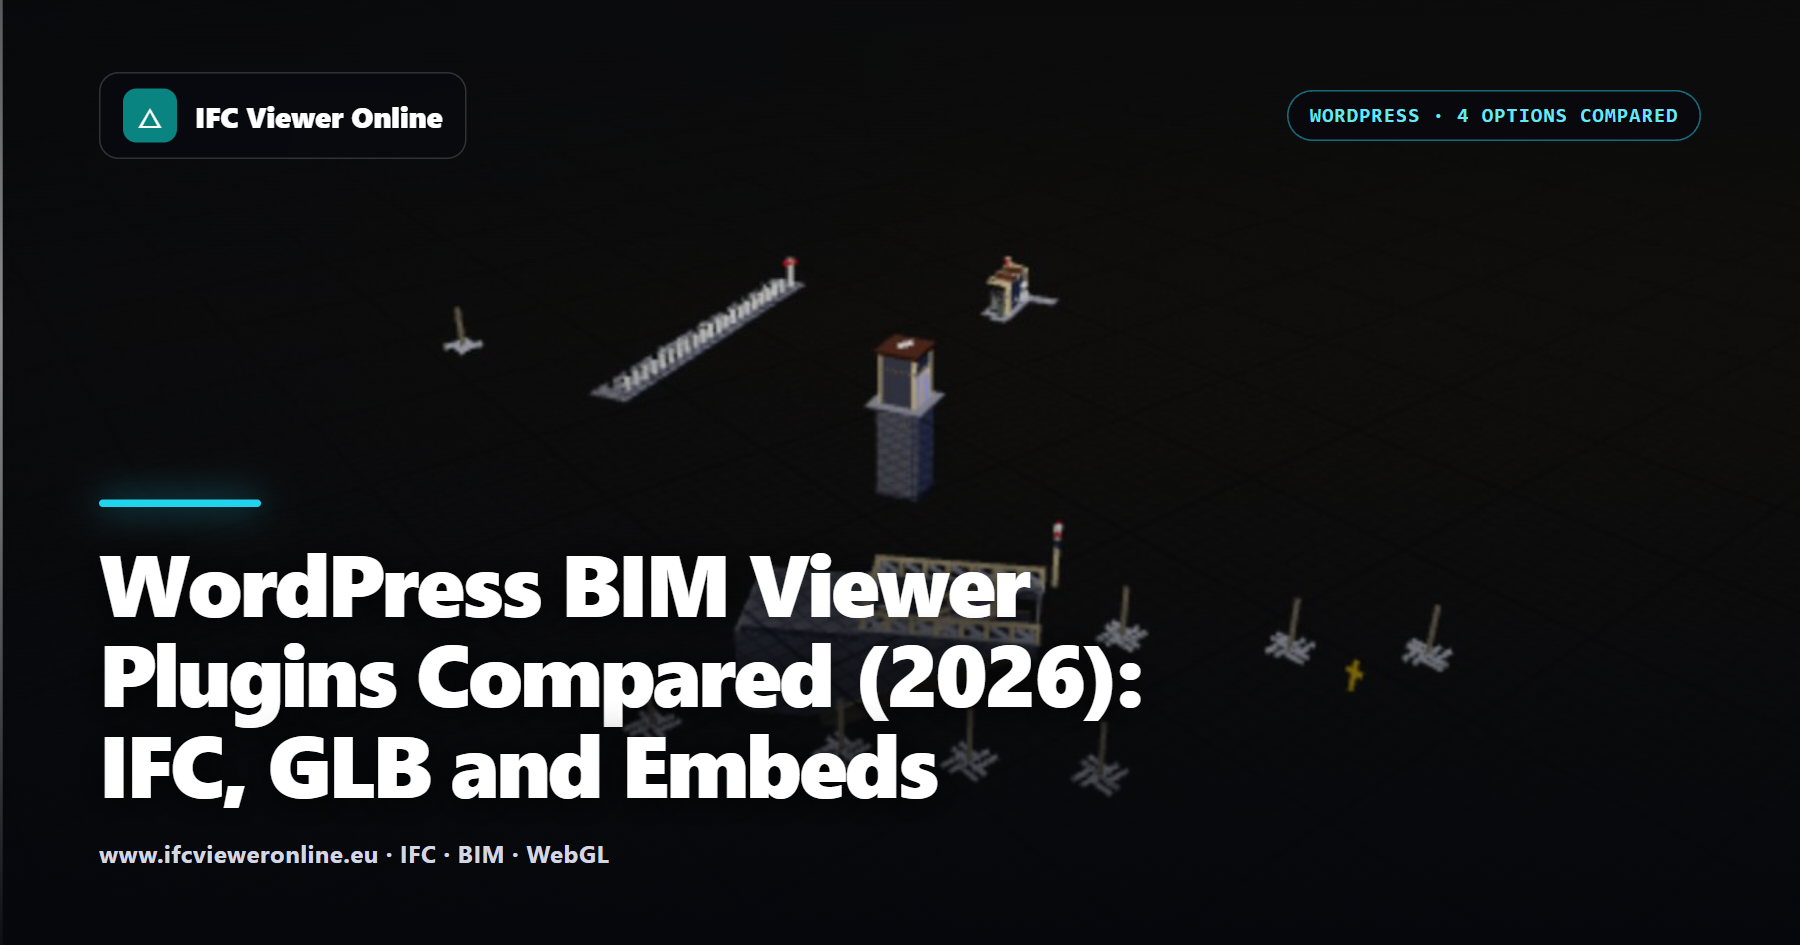 IFC Viewer Online
WORDPRESS · 4 OPTIONS COMPARED
WordPress BIM Viewer
Plugins Compared (2026):
IFC, GLB and Embeds
www.ifcvieweronline.eu · IFC · BIM · WebGL